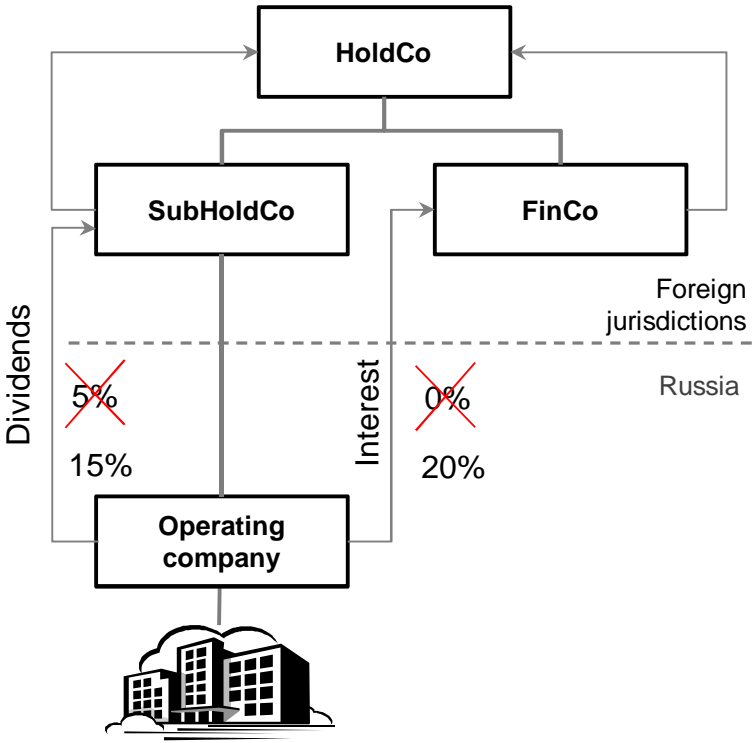 HoldCo
SubHoldCo
FinCo
Foreign
jurisdictions
Dividends
5%
Interest
0%
Russia
15%
20%
Operating
company